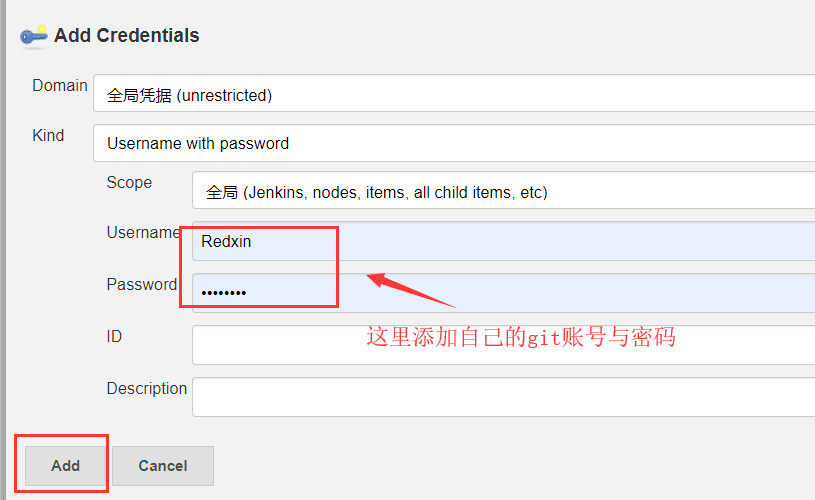 Add Credentials
Domain
全局凭据 (unrestricted)
Kind
Username with password
Scope
全局 (Jenkins, nodes, items, all child items, etc)
Username
Redxin
Password
••••••••
ID
这里添加自己的git账号与密码
Description
Add
Cancel